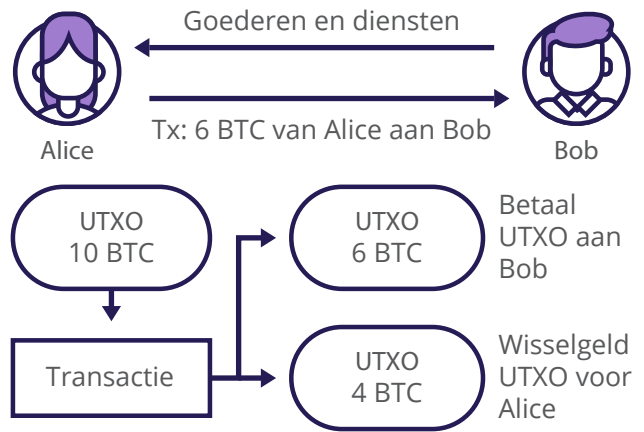 Goederen en diensten
Tx: 6 BTC van Alice aan Bob
Alice
Bob
UTXO
10 BTC
UTXO
6 BTC
Betaal
UTXO aan
Bob
Transactie
UTXO
4 BTC
Wisselgeld
UTXO voor
Alice